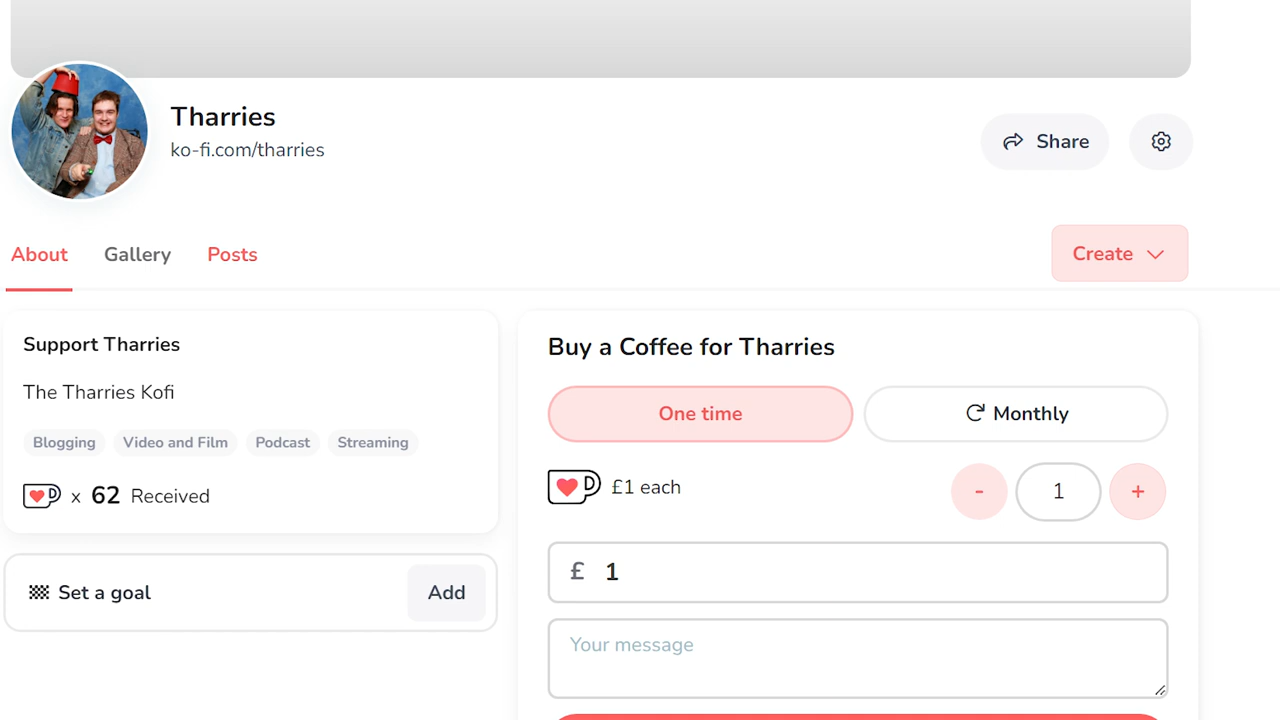 Tharries
ko-fi.com/tharries
Share
About Gallery Posts
Create
Support Tharries
The Tharries Kofi
Blogging Video and Film Podcast Streaming
x 62 Received
Set a goal Add
Buy a Coffee for Tharries
One time Monthly
£1 each - 1 +
£ 1
Your message